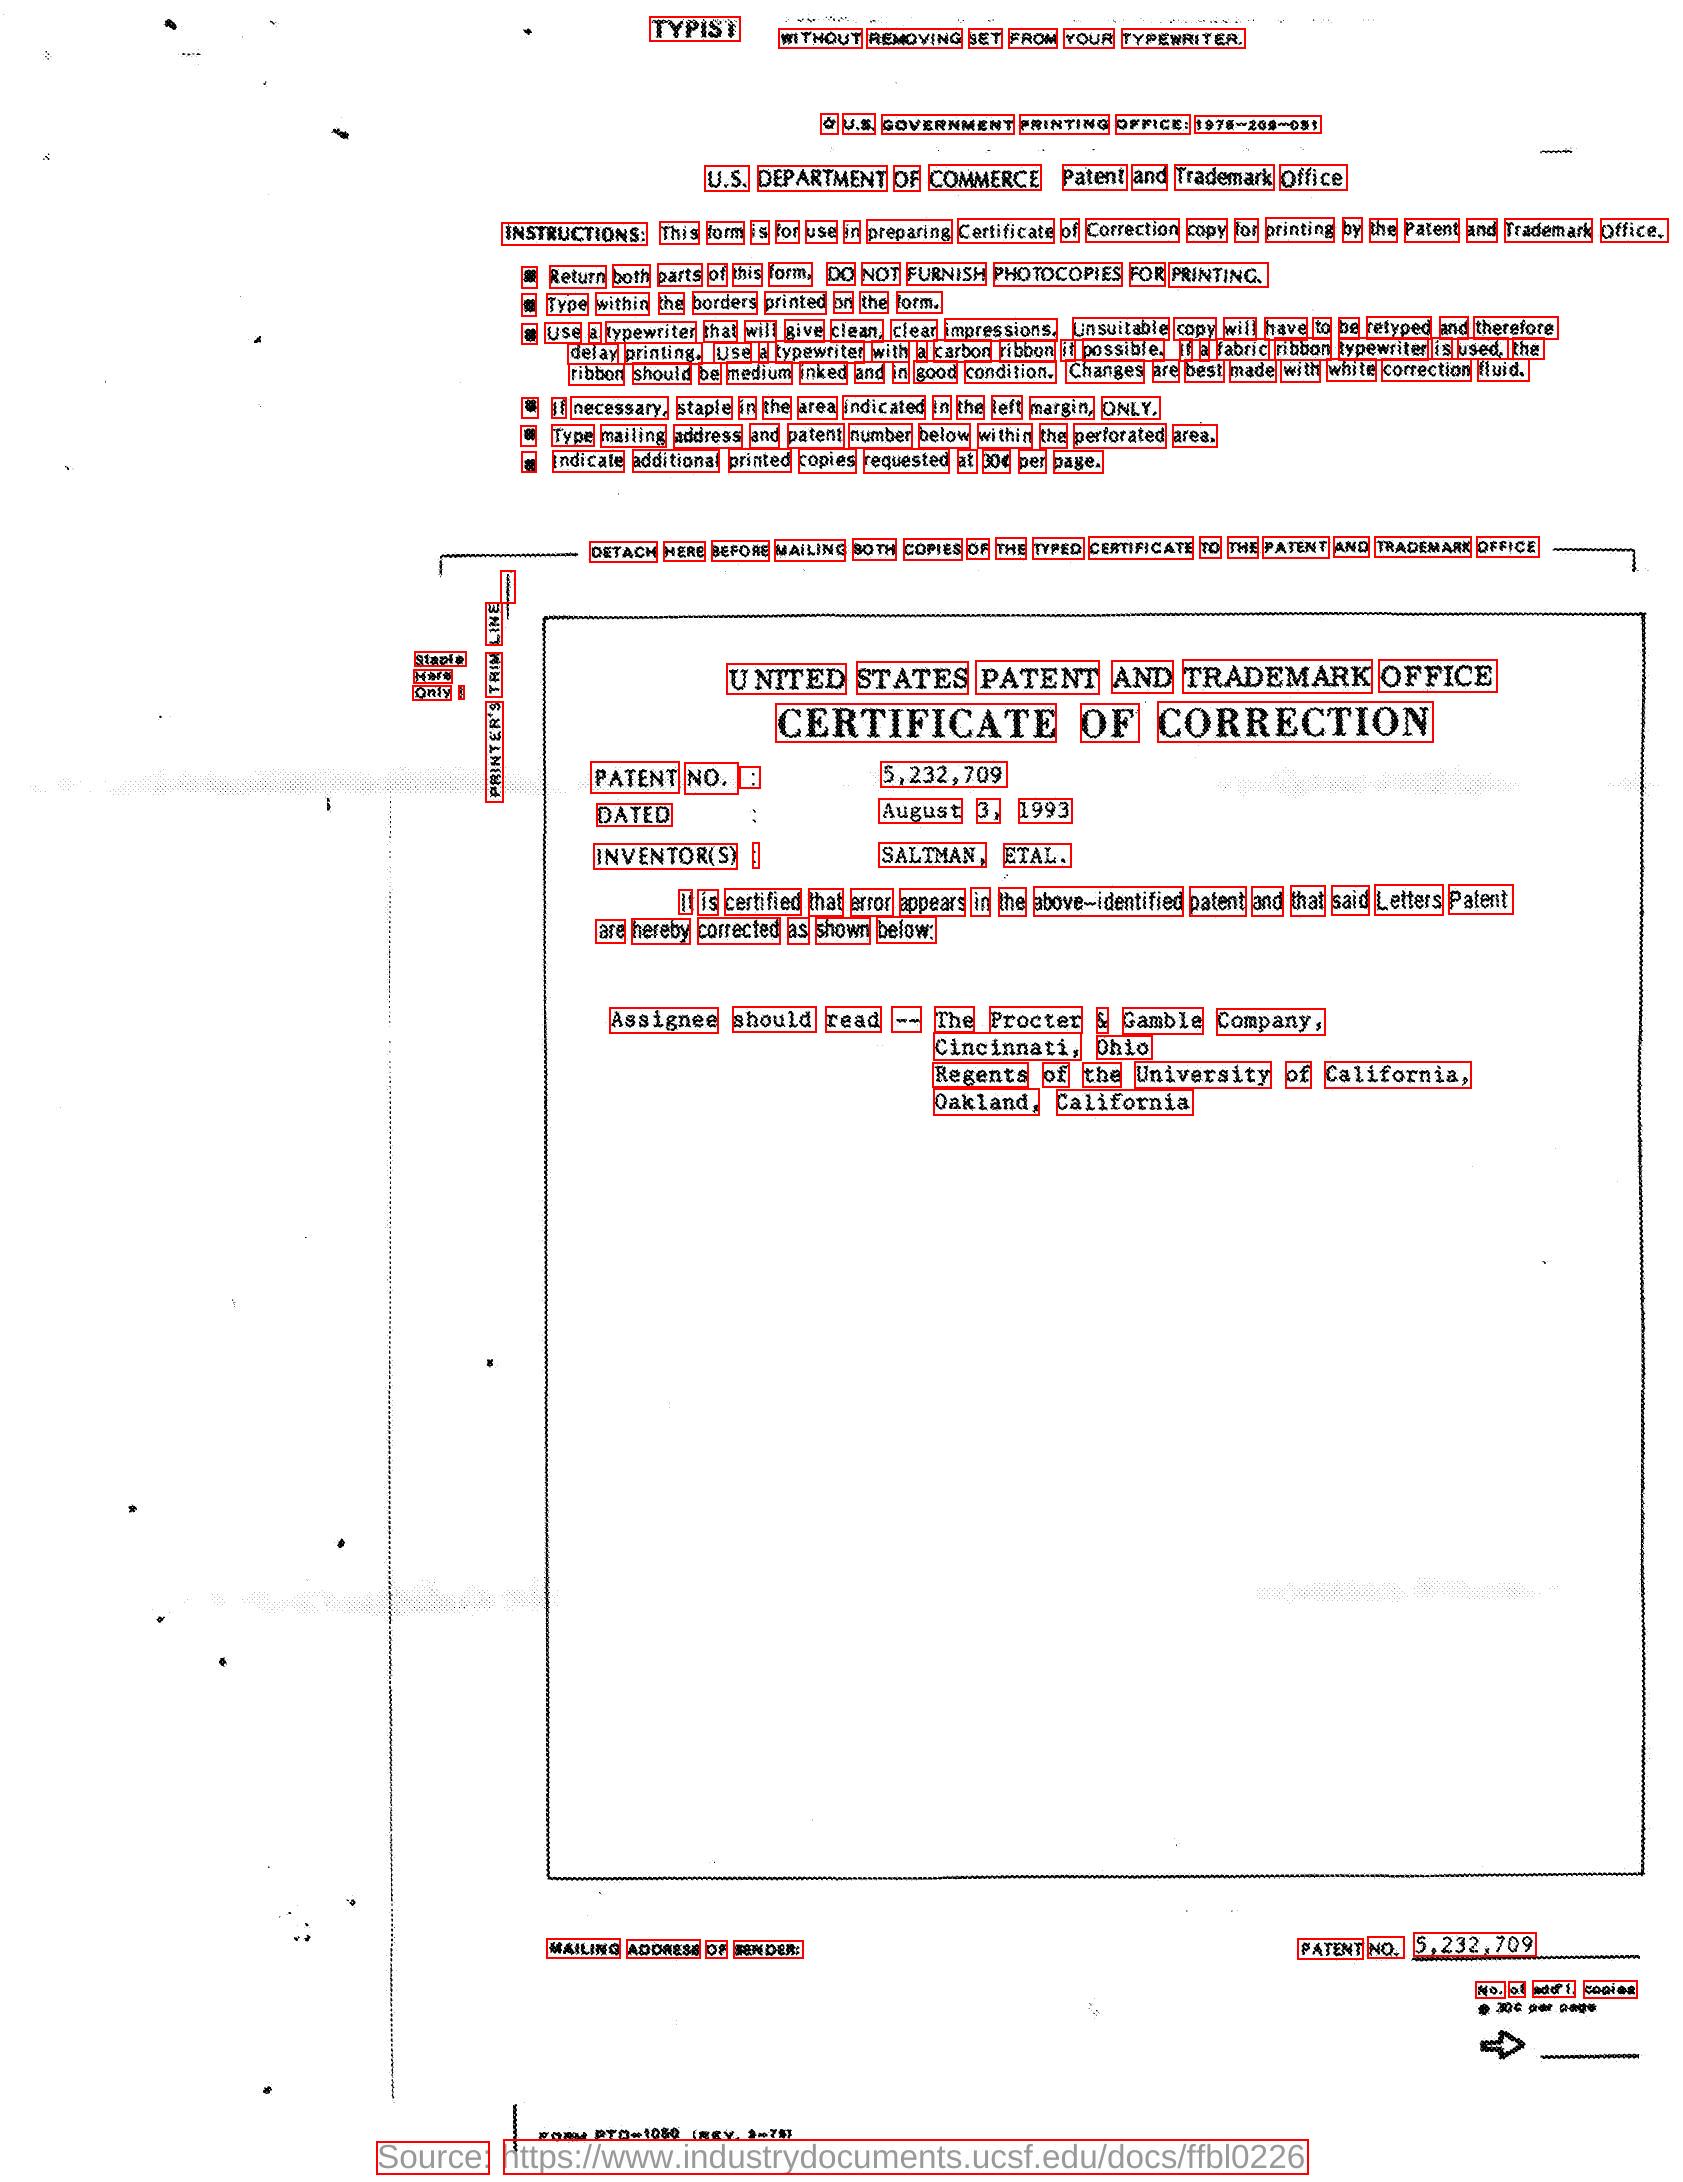 TYPIST WITHOUT REMOVING SET FROM YOUR TYPEWRITER.
☆ U.S. GOVERNMENT PRINTING OFFICE: 1978-209-091
U.S. DEPARTMENT OF COMMERCE Patent and Trademark Office
INSTRUCTIONS: This form is for use in preparing Certificate of Correction copy for printing by the Patent and Trademark Office.
■ Return both parts of this form. DO NOT FURNISH PHOTOCOPIES FOR PRINTING.
■ Type within the borders printed on the form.
■ Use a typewriter that will give clean, clear impressions. Unsuitable copy will have to be retyped and therefore
delay printing. Use a typewriter with a carbon ribbon if possible. If a fabric ribbon typewriter is used, the
ribbon should be medium inked and in good condition. Changes are best made with white correction fluid.
■ If necessary, staple in the area indicated in the left margin, ONLY.
■ Type mailing address and patent number below within the perforated area.
■ Indicate additional printed copies requested at 30¢ per page.
DETACH HERE BEFORE MAILING BOTH COPIES OF THE TYPED CERTIFICATE TO THE PATENT AND TRADEMARK OFFICE
PRINTER'S TRIM LINE
Staple
Here
Only !
UNITED STATES PATENT AND TRADEMARK OFFICE
CERTIFICATE OF CORRECTION
PATENT NO. : 5,232,709
DATED : August 3, 1993
INVENTOR(S) : SALTMAN, ETAL.
It is certified that error appears in the above-identified patent and that said Letters Patent
are hereby corrected as shown below:
Assignee should read -- The Procter & Gamble Company,
Cincinnati, Ohio
Regents of the University of California,
Oakland, California
MAILING ADDRESS OF SENDER:
PATENT NO. 5,232,709
No. of add'l. copies
@ 30¢ per page
FORM PTO-1050 (REV. 3-78)
Source: https://www.industrydocuments.ucsf.edu/docs/ffbl0226